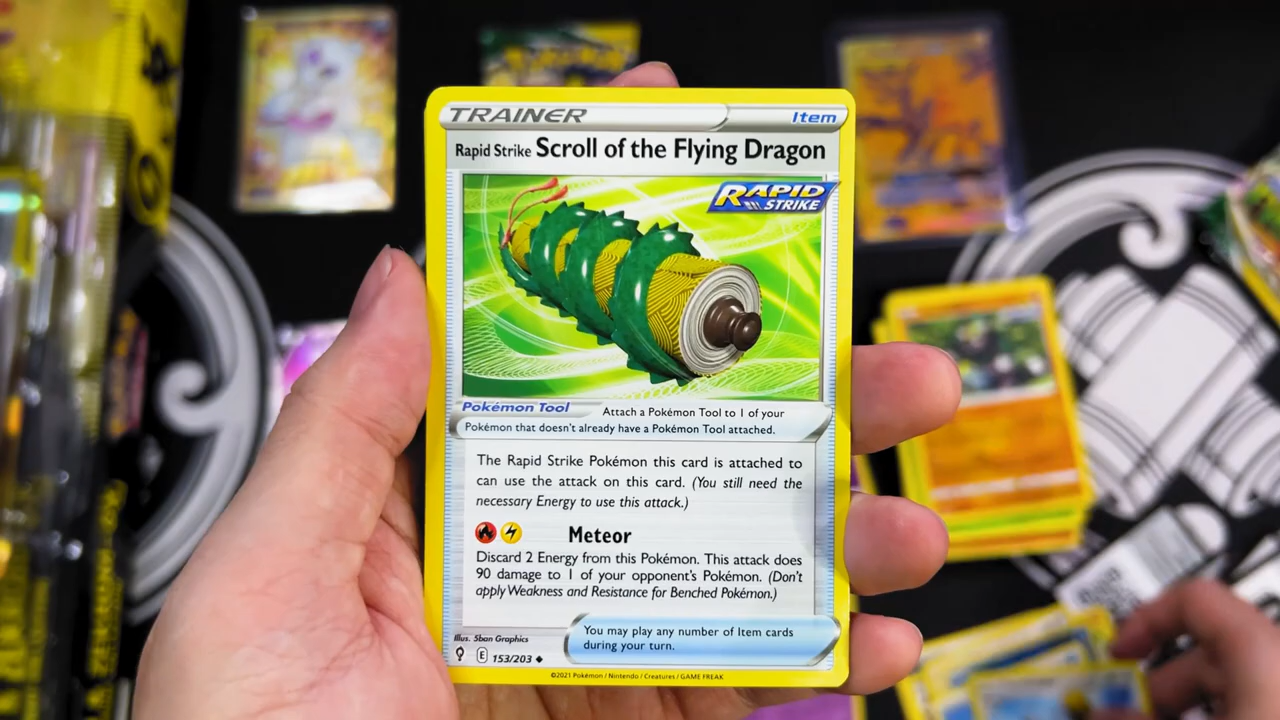 TRAINER
Item
Rapid Strike Scroll of the Flying Dragon
RAPID
STRIKE
Pokémon Tool Attach a Pokémon Tool to 1 of your
Pokémon that doesn't already have a Pokémon Tool attached.
The Rapid Strike Pokémon this card is attached to
can use the attack on this card. (You still need the
necessary Energy to use this attack.)
Meteor
Discard 2 Energy from this Pokémon. This attack does
90 damage to 1 of your opponent's Pokémon. (Don't
apply Weakness and Resistance for Benched Pokémon.)
You may play any number of Item cards
during your turn.
Illus. 5ban Graphics
E 153/203
©2021 Pokémon / Nintendo / Creatures / GAME FREAK